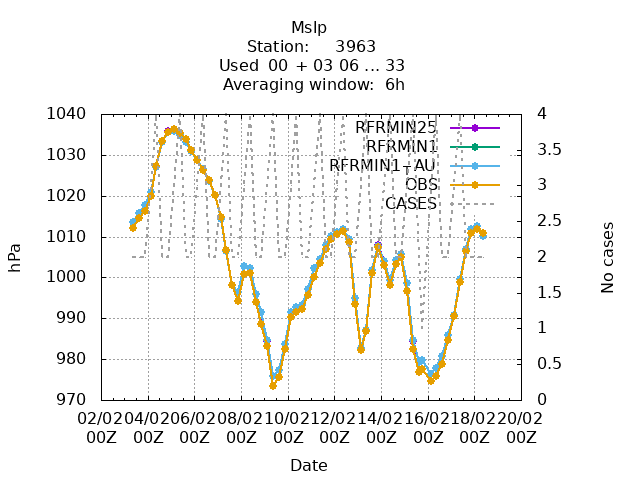 Mslp
Station: 3963
Used 00 + 03 06 ... 33
Averaging window: 6h
1040
1030
1020
1010
1000
990
980
970
hPa
4
3.5
3
2.5
2
1.5
1
0.5
0
No cases
RFRMIN25
RFRMIN1
RFRMIN1+AU
OBS
CASES
02/02 04/02 06/02 08/02 10/02 12/02 14/02 16/02 18/02 20/02
00Z 00Z 00Z 00Z 00Z 00Z 00Z 00Z 00Z 00Z
Date